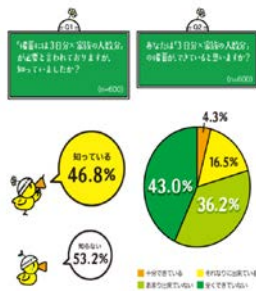 Q1
「備蓄には3日分×家族の人数分」
が必要と言われておりますが、
知っていましたか？
(n=600)
Q2
あなたは「3日分×家族の人数分」
の備蓄ができていると思いますか？
(n=600)
知っている
46.8%
知らない
53.2%
4.3%
16.5%
36.2%
43.0%
十分できている
それなりに出来ている
あまり出来ていない
全くできていない